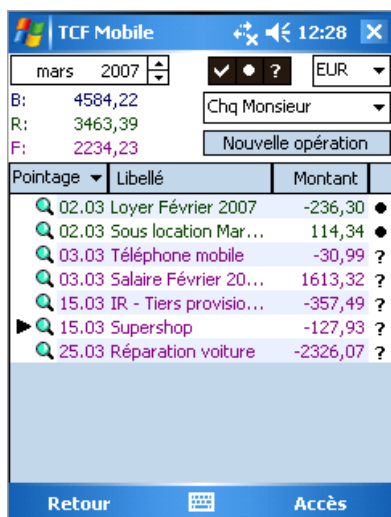 TCF Mobile 12:28
mars 2007 ? EUR
B: 4584,22 Chq Monsieur
R: 3463,39
F: 2234,23 Nouvelle opération
Pointage Libellé Montant
02.03 Loyer Février 2007 -236,30
02.03 Sous location Mar... 114,34
03.03 Téléphone mobile -30,99 ?
03.03 Salaire Février 20... 1613,32 ?
15.03 IR - Tiers provisio... -357,49 ?
15.03 Supershop -127,93 ?
25.03 Réparation voiture -2326,07 ?
Retour Accès